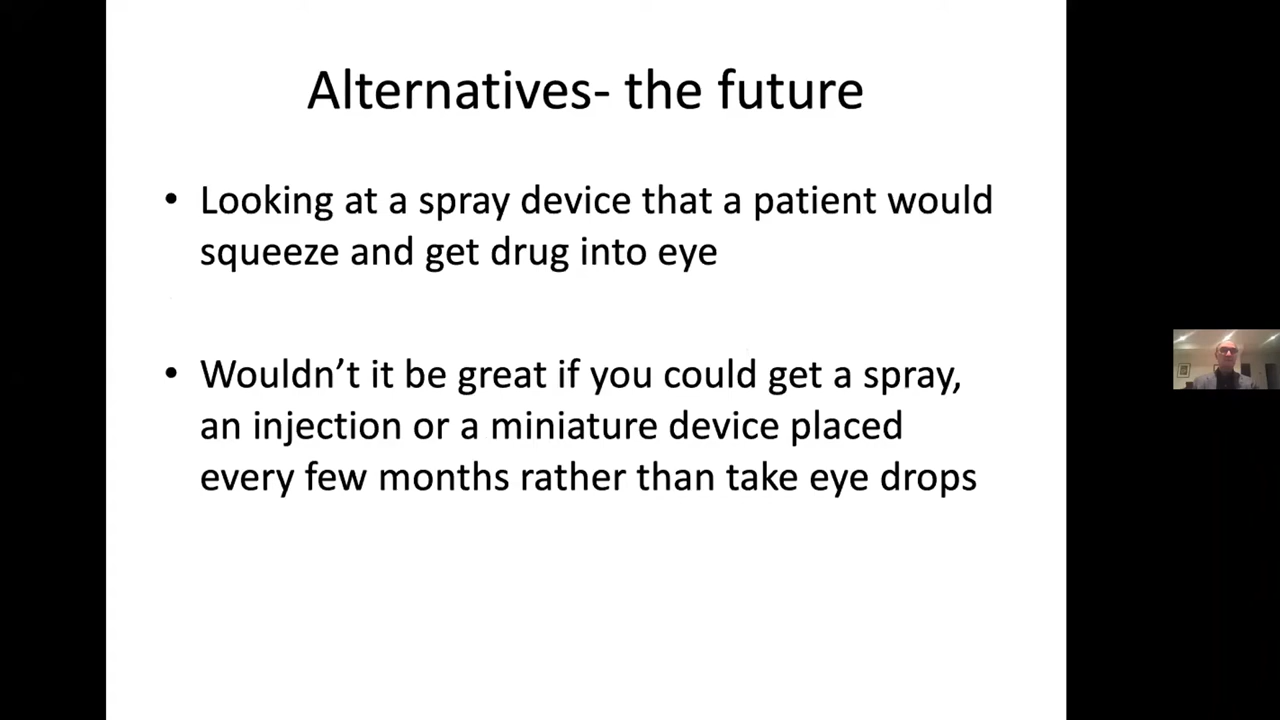 Alternatives- the future
• Looking at a spray device that a patient would
squeeze and get drug into eye
• Wouldn’t it be great if you could get a spray,
an injection or a miniature device placed
every few months rather than take eye drops